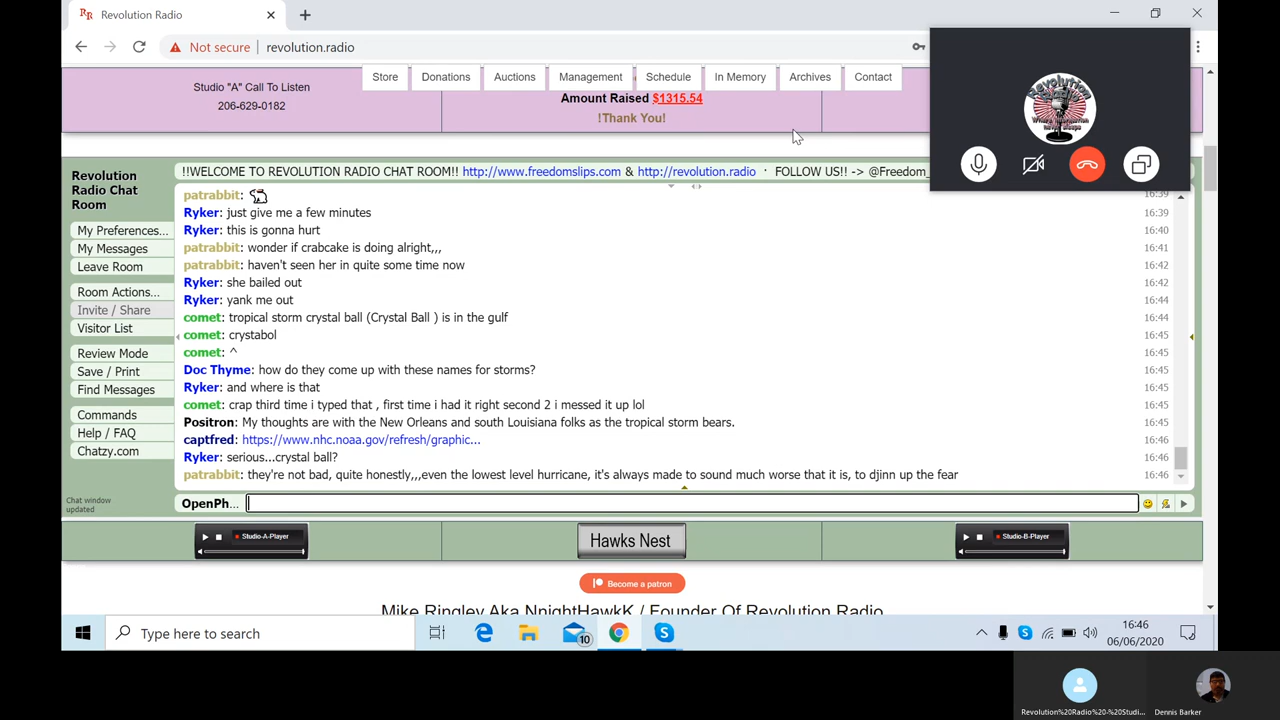 Revolution Radio
Not secure revolution.radio
Store Donations Auctions Management Schedule In Memory Archives Contact
Studio "A" Call To Listen
206-629-0182
Amount Raised $1315.54
!Thank You!
Revolution Radio Chat Room
!!WELCOME TO REVOLUTION RADIO CHAT ROOM!! http://www.freedomslips.com & http://revolution.radio · FOLLOW US!! -> @Freedom_
My Preferences...
My Messages
Leave Room
Room Actions...
Invite / Share
Visitor List
Review Mode
Save / Print
Find Messages
Commands
Help / FAQ
Chatzy.com
Chat window updated
patrabbit: 16:39
Ryker: just give me a few minutes 16:39
Ryker: this is gonna hurt 16:40
patrabbit: wonder if crabcake is doing alright,,, 16:41
patrabbit: haven't seen her in quite some time now 16:42
Ryker: she bailed out 16:42
Ryker: yank me out 16:44
comet: tropical storm crystal ball (Crystal Ball ) is in the gulf 16:44
comet: crystabol 16:45
comet: ^ 16:45
Doc Thyme: how do they come up with these names for storms? 16:45
Ryker: and where is that 16:45
comet: crap third time i typed that , first time i had it right second 2 i messed it up lol 16:45
Positron: My thoughts are with the New Orleans and south Louisiana folks as the tropical storm bears. 16:45
captfred: https://www.nhc.noaa.gov/refresh/graphic... 16:46
Ryker: serious...crystal ball? 16:46
patrabbit: they're not bad, quite honestly,,,even the lowest level hurricane, it's always made to sound much worse that it is, to djinn up the fear 16:46
OpenPh...
Studio-A-Player
Hawks Nest
Studio-B-Player
Become a patron
Mike Ringley Aka NnightHawkK / Founder Of Revolution Radio
Type here to search
10
16:46
06/06/2020
Revolution%20Radio%20-%20Studi...
Dennis Barker